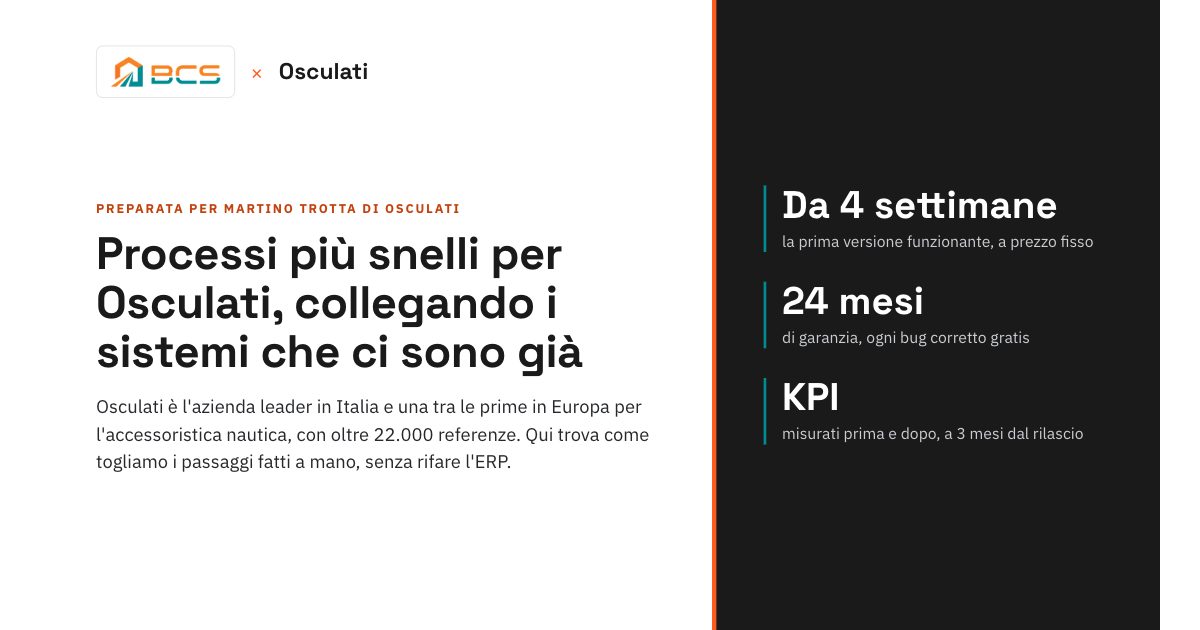 BCS × Osculati
PREPARATA PER MARTINO TROTTA DI OSCULATI
Processi più snelli per
Osculati, collegando i
sistemi che ci sono già
Osculati è l'azienda leader in Italia e una tra le prime in Europa per
l'accessoristica nautica, con oltre 22.000 referenze. Qui trova come
togliamo i passaggi fatti a mano, senza rifare l'ERP.
Da 4 settimane
la prima versione funzionante, a prezzo fisso
24 mesi
di garanzia, ogni bug corretto gratis
KPI
misurati prima e dopo, a 3 mesi dal rilascio